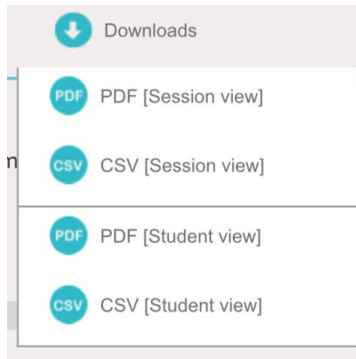 Downloads
PDF PDF [Session view]
m
CSV CSV [Session view]
PDF PDF [Student view]
CSV CSV [Student view]